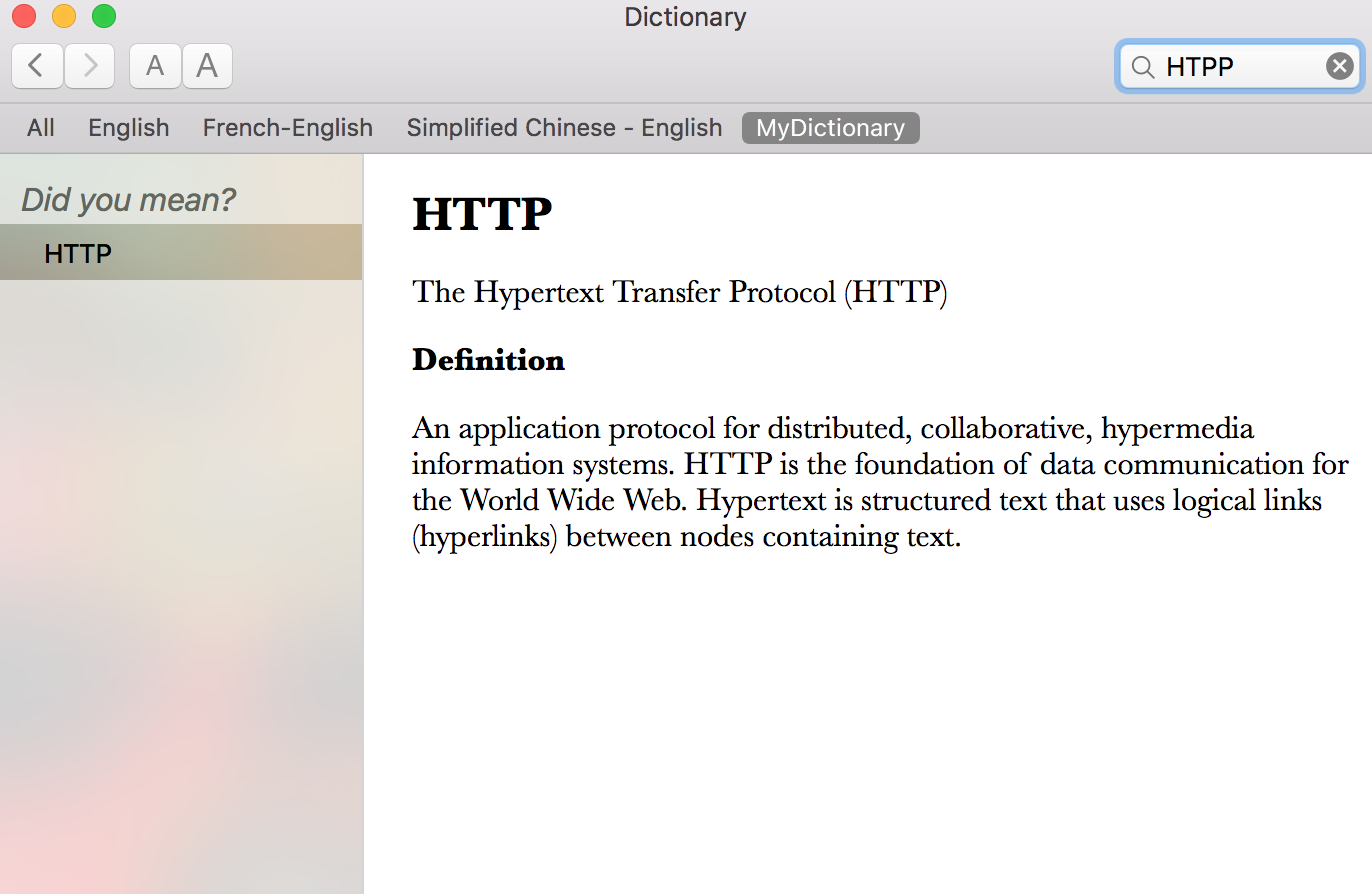 Dictionary
A A
HTPP
All English French-English Simplified Chinese - English MyDictionary
Did you mean?
HTTP
HTTP
The Hypertext Transfer Protocol (HTTP)
Definition
An application protocol for distributed, collaborative, hypermedia
information systems. HTTP is the foundation of data communication for
the World Wide Web. Hypertext is structured text that uses logical links
(hyperlinks) between nodes containing text.